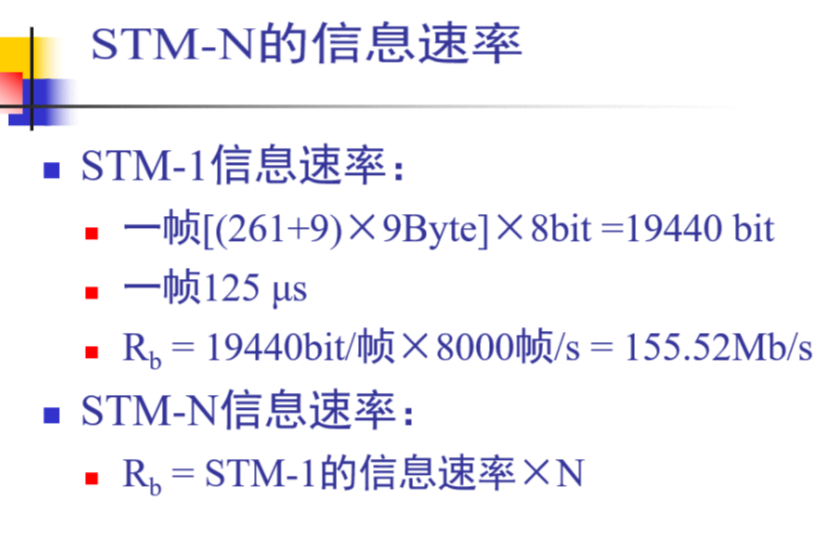 STM-N的信息速率
STM-1信息速率：
一帧[(261+9)×9Byte]×8bit =19440 bit
一帧125 μs
Rb = 19440bit/帧×8000帧/s = 155.52Mb/s
STM-N信息速率：
Rb = STM-1的信息速率×N